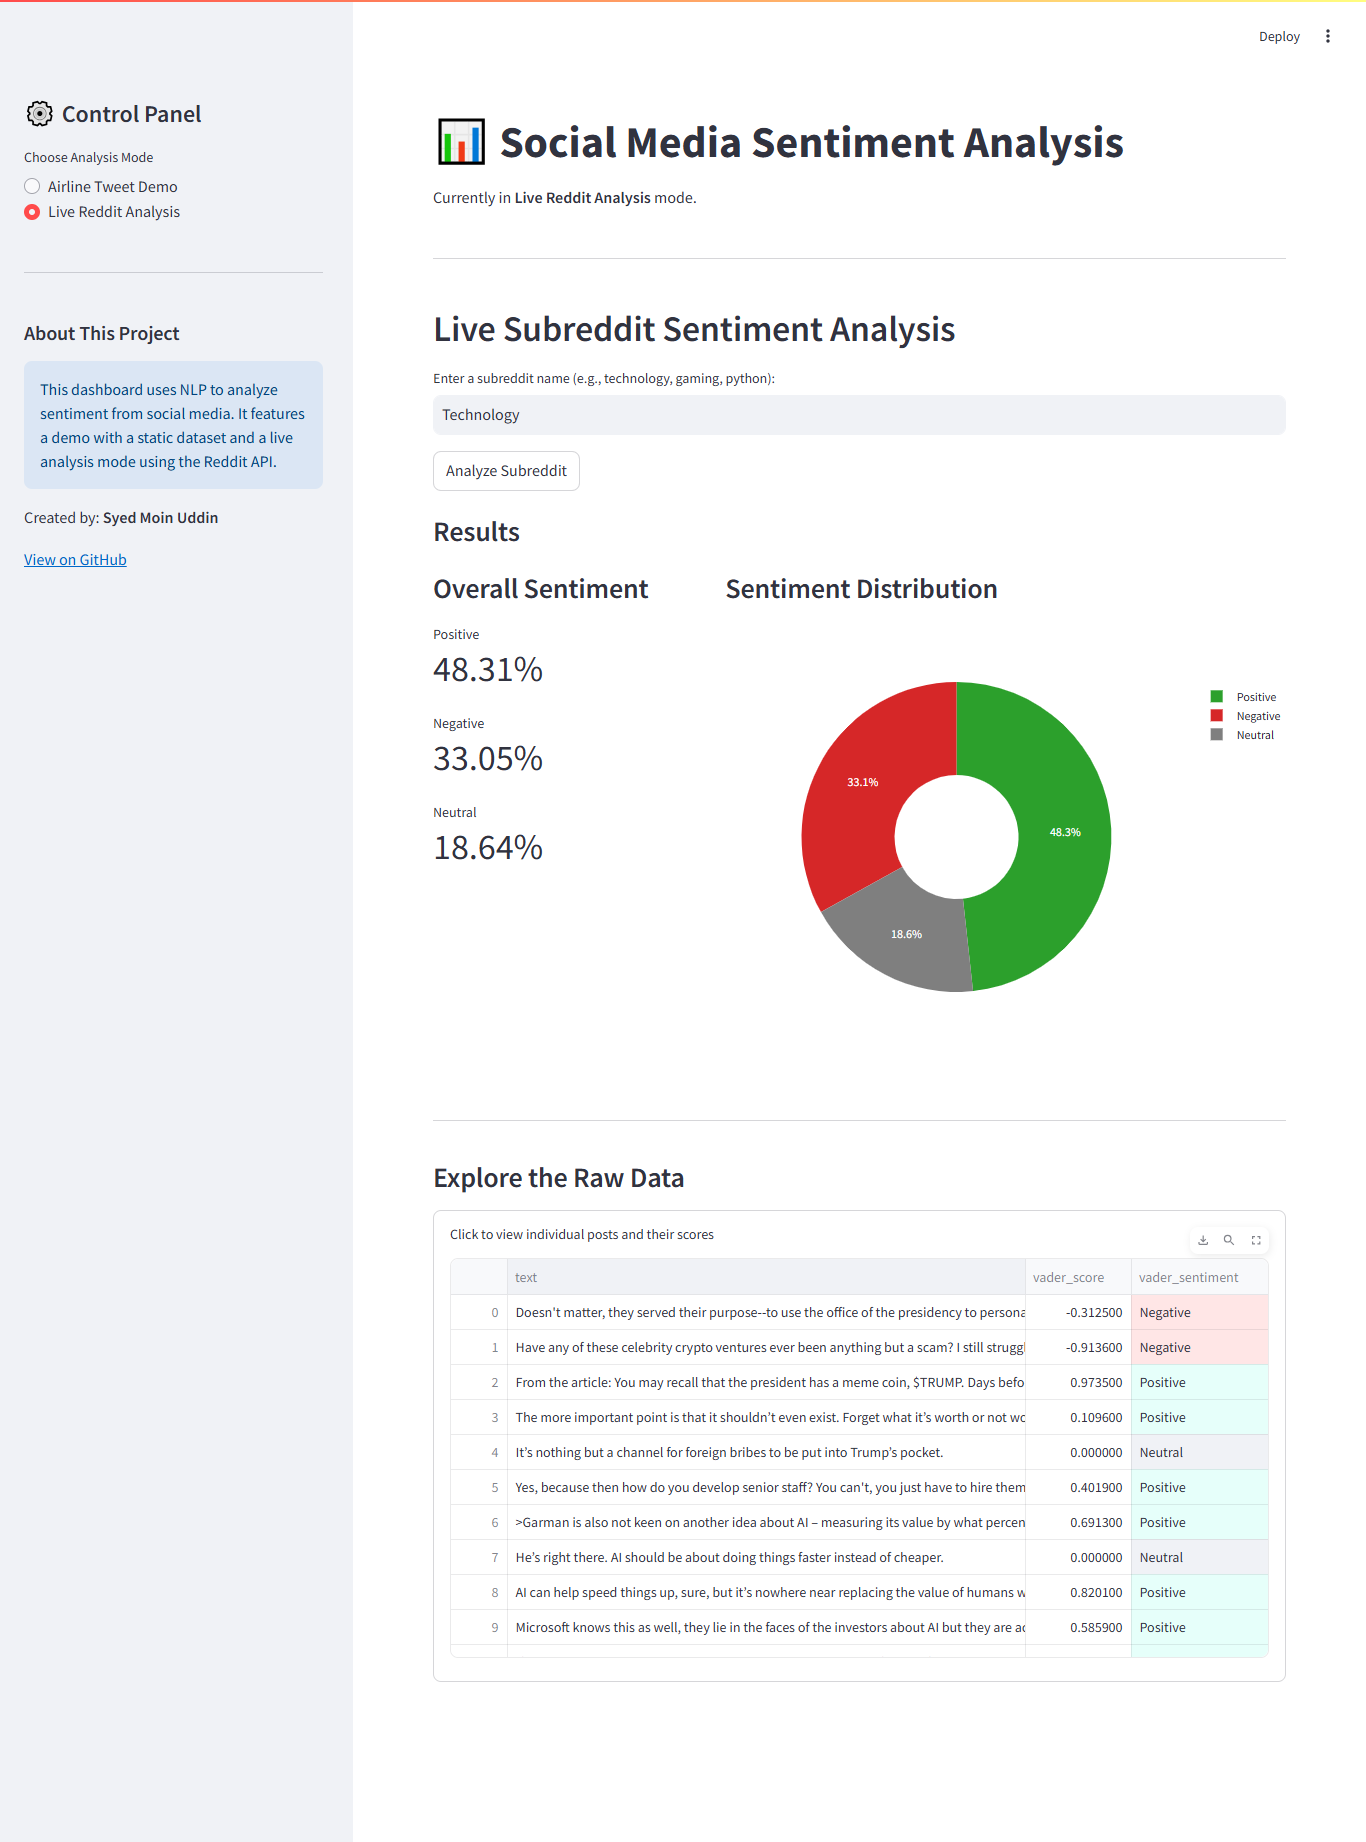 Deploy
Control Panel
Choose Analysis Mode
Airline Tweet Demo
Live Reddit Analysis
About This Project
This dashboard uses NLP to analyze
sentiment from social media. It features
a demo with a static dataset and a live
analysis mode using the Reddit API.
Created by: Syed Moin Uddin
View on GitHub
Social Media Sentiment Analysis
Currently in Live Reddit Analysis mode.
Live Subreddit Sentiment Analysis
Enter a subreddit name (e.g., technology, gaming, python):
Technology
Analyze Subreddit
Results
Overall Sentiment
Positive
48.31%
Negative
33.05%
Neutral
18.64%
Sentiment Distribution
33.1%
48.3%
18.6%
Positive
Negative
Neutral
Explore the Raw Data
Click to view individual posts and their scores
text vader_score vader_sentiment
0 Doesn't matter, they served their purpose--to use the office of the presidency to persona -0.312500 Negative
1 Have any of these celebrity crypto ventures ever been anything but a scam? I still struggl -0.913600 Negative
2 From the article: You may recall that the president has a meme coin, $TRUMP. Days befo 0.973500 Positive
3 The more important point is that it shouldn’t even exist. Forget what it’s worth or not wo 0.109600 Positive
4 It’s nothing but a channel for foreign bribes to be put into Trump’s pocket. 0.000000 Neutral
5 Yes, because then how do you develop senior staff? You can't, you just have to hire them 0.401900 Positive
6 >Garman is also not keen on another idea about AI – measuring its value by what percen 0.691300 Positive
7 He’s right there. AI should be about doing things faster instead of cheaper. 0.000000 Neutral
8 AI can help speed things up, sure, but it’s nowhere near replacing the value of humans w 0.820100 Positive
9 Microsoft knows this as well, they lie in the faces of the investors about AI but they are ac 0.585900 Positive